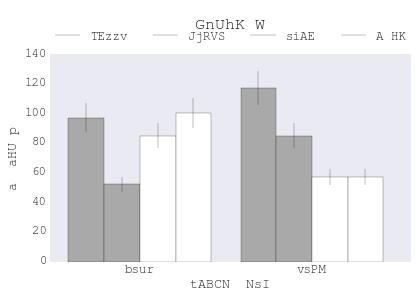 GnUhK W
TEzzv JjRVS siAE A HK
140
120
100
80
60
40
20
0
a aHU p
bsur vsPM
tABCN NsI